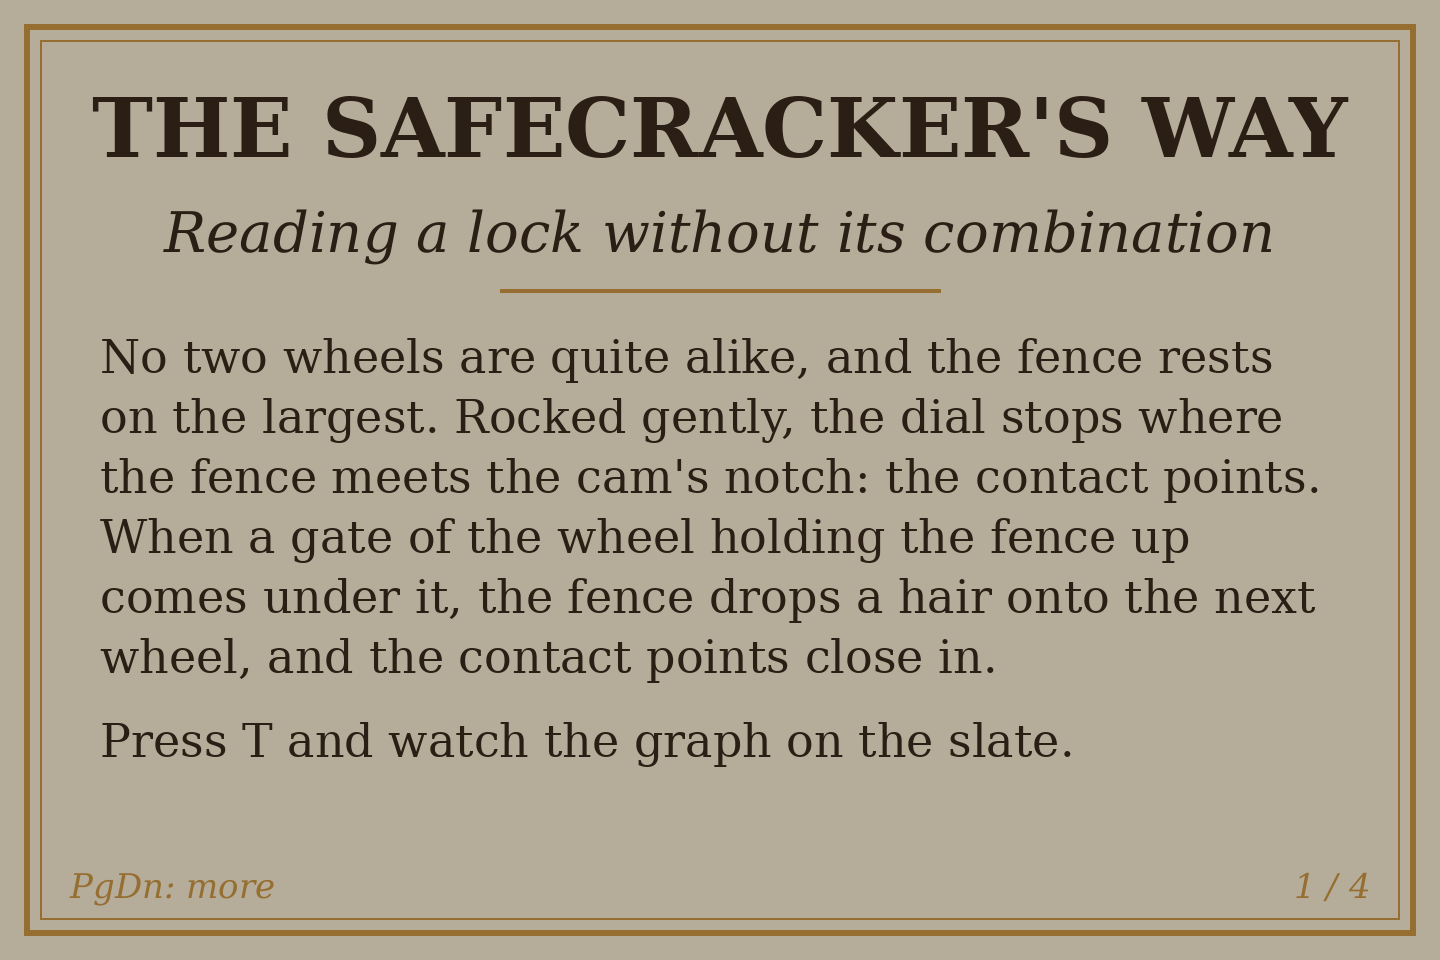 THE SAFECRACKER'S WAY
Reading a lock without its combination
No two wheels are quite alike, and the fence rests
on the largest. Rocked gently, the dial stops where
the fence meets the cam's notch: the contact points.
When a gate of the wheel holding the fence up
comes under it, the fence drops a hair onto the next
wheel, and the contact points close in.
Press T and watch the graph on the slate.
PgDn: more
1 / 4